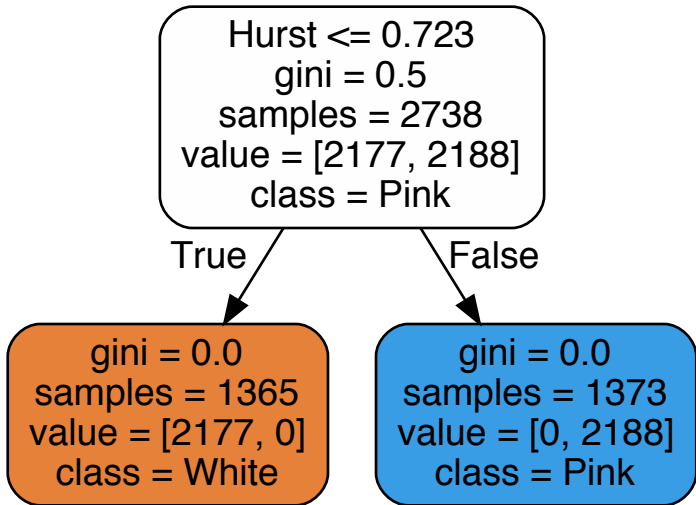 Hurst <= 0.723
gini = 0.5
samples = 2738
value = [2177, 2188]
class = Pink
True
False
gini = 0.0
samples = 1365
value = [2177, 0]
class = White
gini = 0.0
samples = 1373
value = [0, 2188]
class = Pink